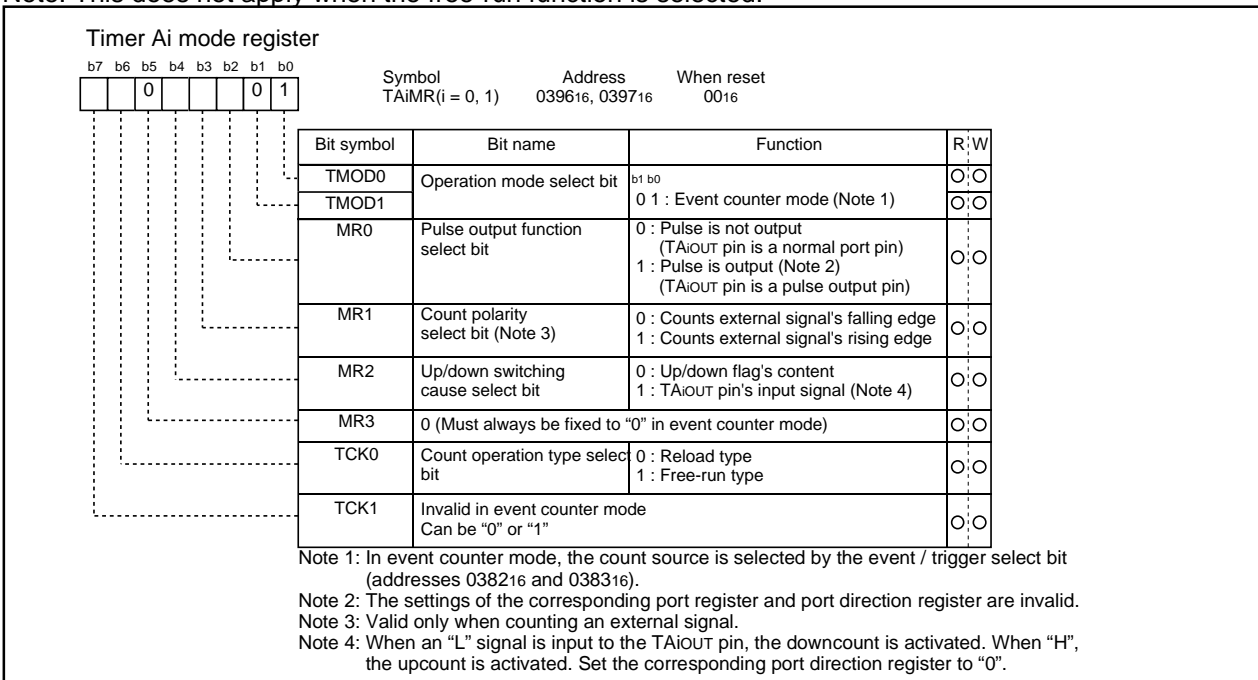 Note: This does not apply when the free-run function is selected.
Timer Ai mode register
b7 b6 b5 b4 b3 b2 b1 b0
0 0 1
Symbol Address When reset
TAiMR(i = 0, 1) 039616, 039716 0016
Bit symbol Bit name Function R W
TMOD0 Operation mode select bit b1 b0
TMOD1 0 1 : Event counter mode (Note 1)
MR0 Pulse output function 0 : Pulse is not output
select bit (TAiOUT pin is a normal port pin)
1 : Pulse is output (Note 2)
(TAiOUT pin is a pulse output pin)
MR1 Count polarity 0 : Counts external signal's falling edge
select bit (Note 3) 1 : Counts external signal's rising edge
MR2 Up/down switching 0 : Up/down flag's content
cause select bit 1 : TAiOUT pin's input signal (Note 4)
MR3 0 (Must always be fixed to “0” in event counter mode)
TCK0 Count operation type select 0 : Reload type
bit 1 : Free-run type
TCK1 Invalid in event counter mode
Can be “0” or “1”
Note 1: In event counter mode, the count source is selected by the event / trigger select bit
(addresses 038216 and 038316).
Note 2: The settings of the corresponding port register and port direction register are invalid.
Note 3: Valid only when counting an external signal.
Note 4: When an “L” signal is input to the TAiOUT pin, the downcount is activated. When “H”,
the upcount is activated. Set the corresponding port direction register to “0”.